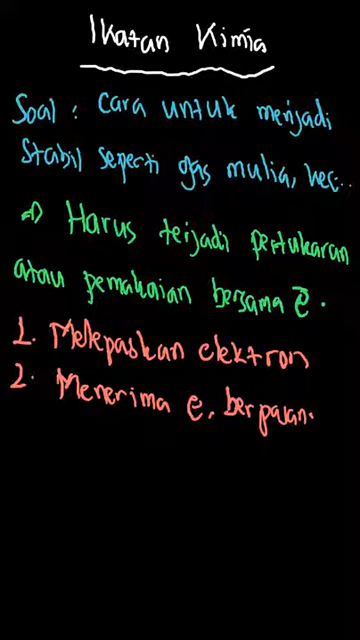 Ikatan Kimia
Soal : cara untuk menjadi
stabil seperti gas mulia, kec...
=> Harus terjadi pertukaran
atau pemakaian bersama e̅.
1. Melepaskan elektron
2. Menerima e, berpasan.